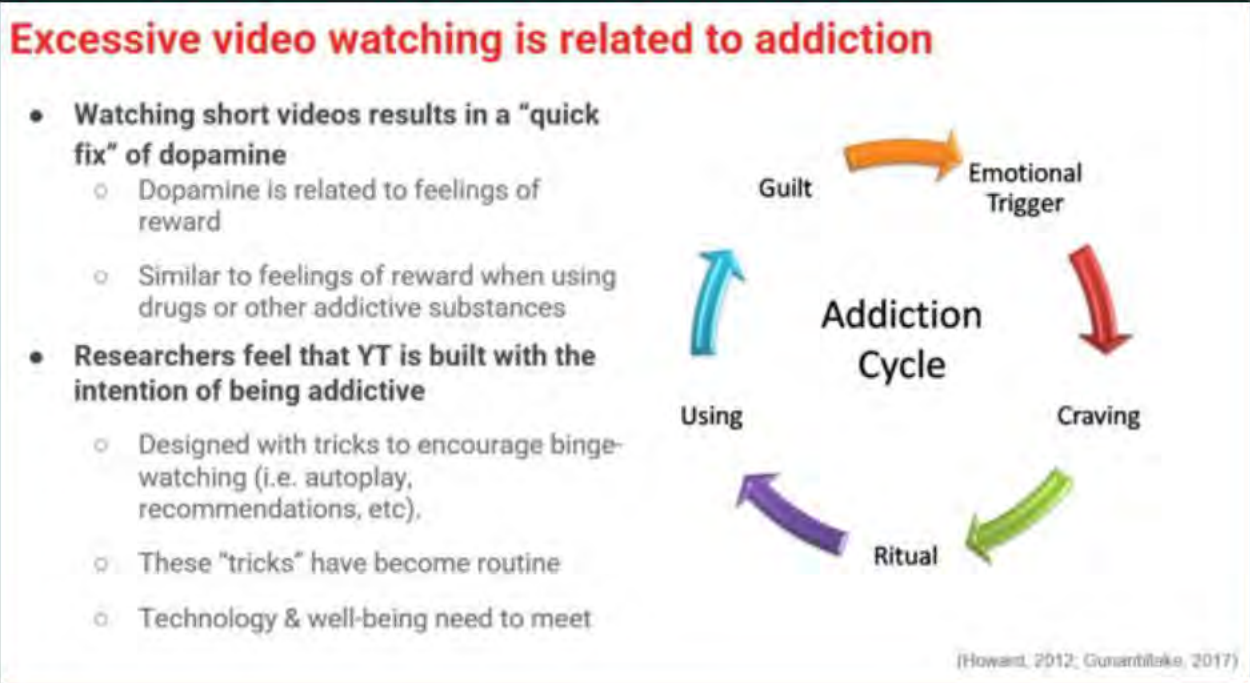 Excessive video watching is related to addiction
● Watching short videos results in a “quick
fix” of dopamine
○ Dopamine is related to feelings of
reward
○ Similar to feelings of reward when using
drugs or other addictive substances
● Researchers feel that YT is built with the
intention of being addictive
○ Designed with tricks to encourage binge-
watching (i.e. autoplay,
recommendations, etc).
○ These “tricks” have become routine
○ Technology & well-being need to meet
Addiction
Cycle
Emotional
Trigger
Craving
Ritual
Using
Guilt
(Howard, 2012; 2017)